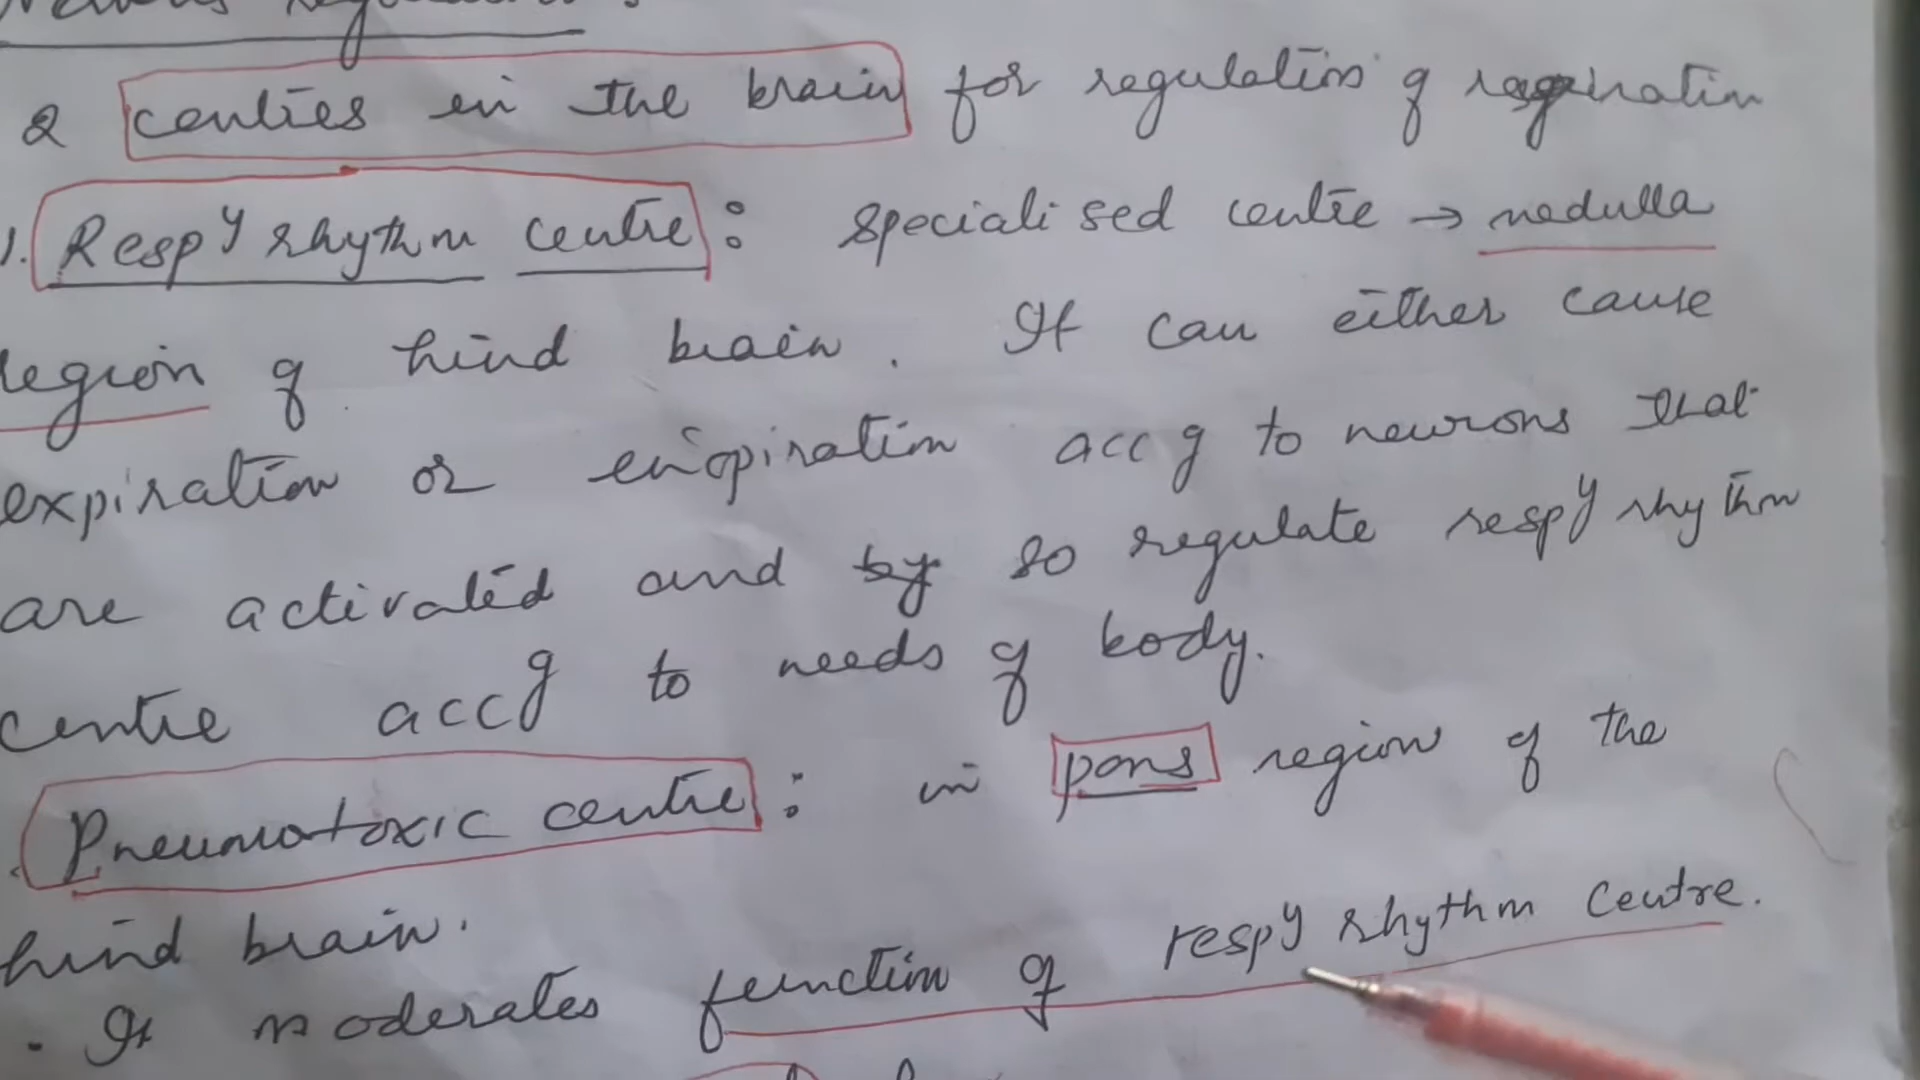 2 centres in the brain for regulation of respiration
1. Respy rhythm centre : specialised centre → medulla
region of hind brain. It can either cause
expiration or inspiration accg to neurons that
are activated and by so regulate respy rhythm
centre accg to needs of body.
Pneumotoxic centre : in pons region of the
hind brain.
. It moderates function of respy rhythm centre.